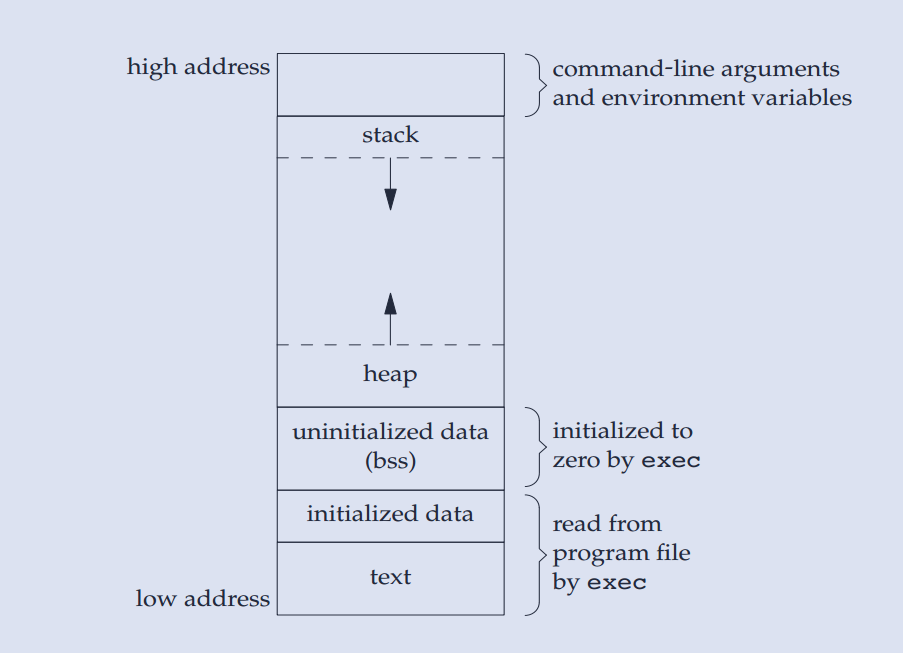 high address
command-line arguments
and environment variables
stack
heap
uninitialized data
(bss)
initialized to
zero by exec
initialized data
read from
program file
by exec
text
low address